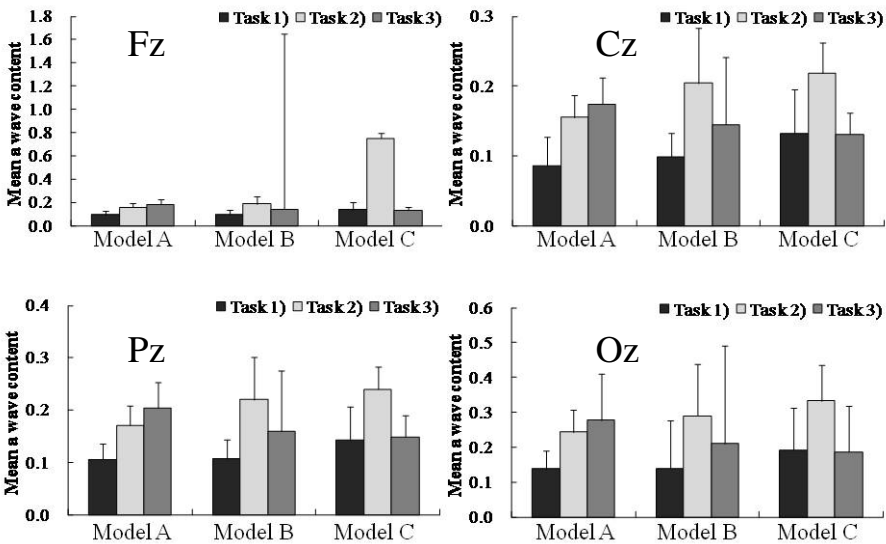 Fz
■ Task 1) □ Task 2) ■ Task 3)
Mean a wave content
1.8
1.6
1.4
1.2
1.0
0.8
0.6
0.4
0.2
0.0
Model A Model B Model C
Cz
■ Task 1) □ Task 2) ■ Task 3)
Mean a wave content
0.3
0.2
0.1
0.0
Model A Model B Model C
Pz
■ Task 1) □ Task 2) ■ Task 3)
Mean a wave content
0.4
0.3
0.2
0.1
0.0
Model A Model B Model C
Oz
■ Task 1) □ Task 2) ■ Task 3)
Mean a wave content
0.6
0.5
0.4
0.3
0.2
0.1
0.0
Model A Model B Model C